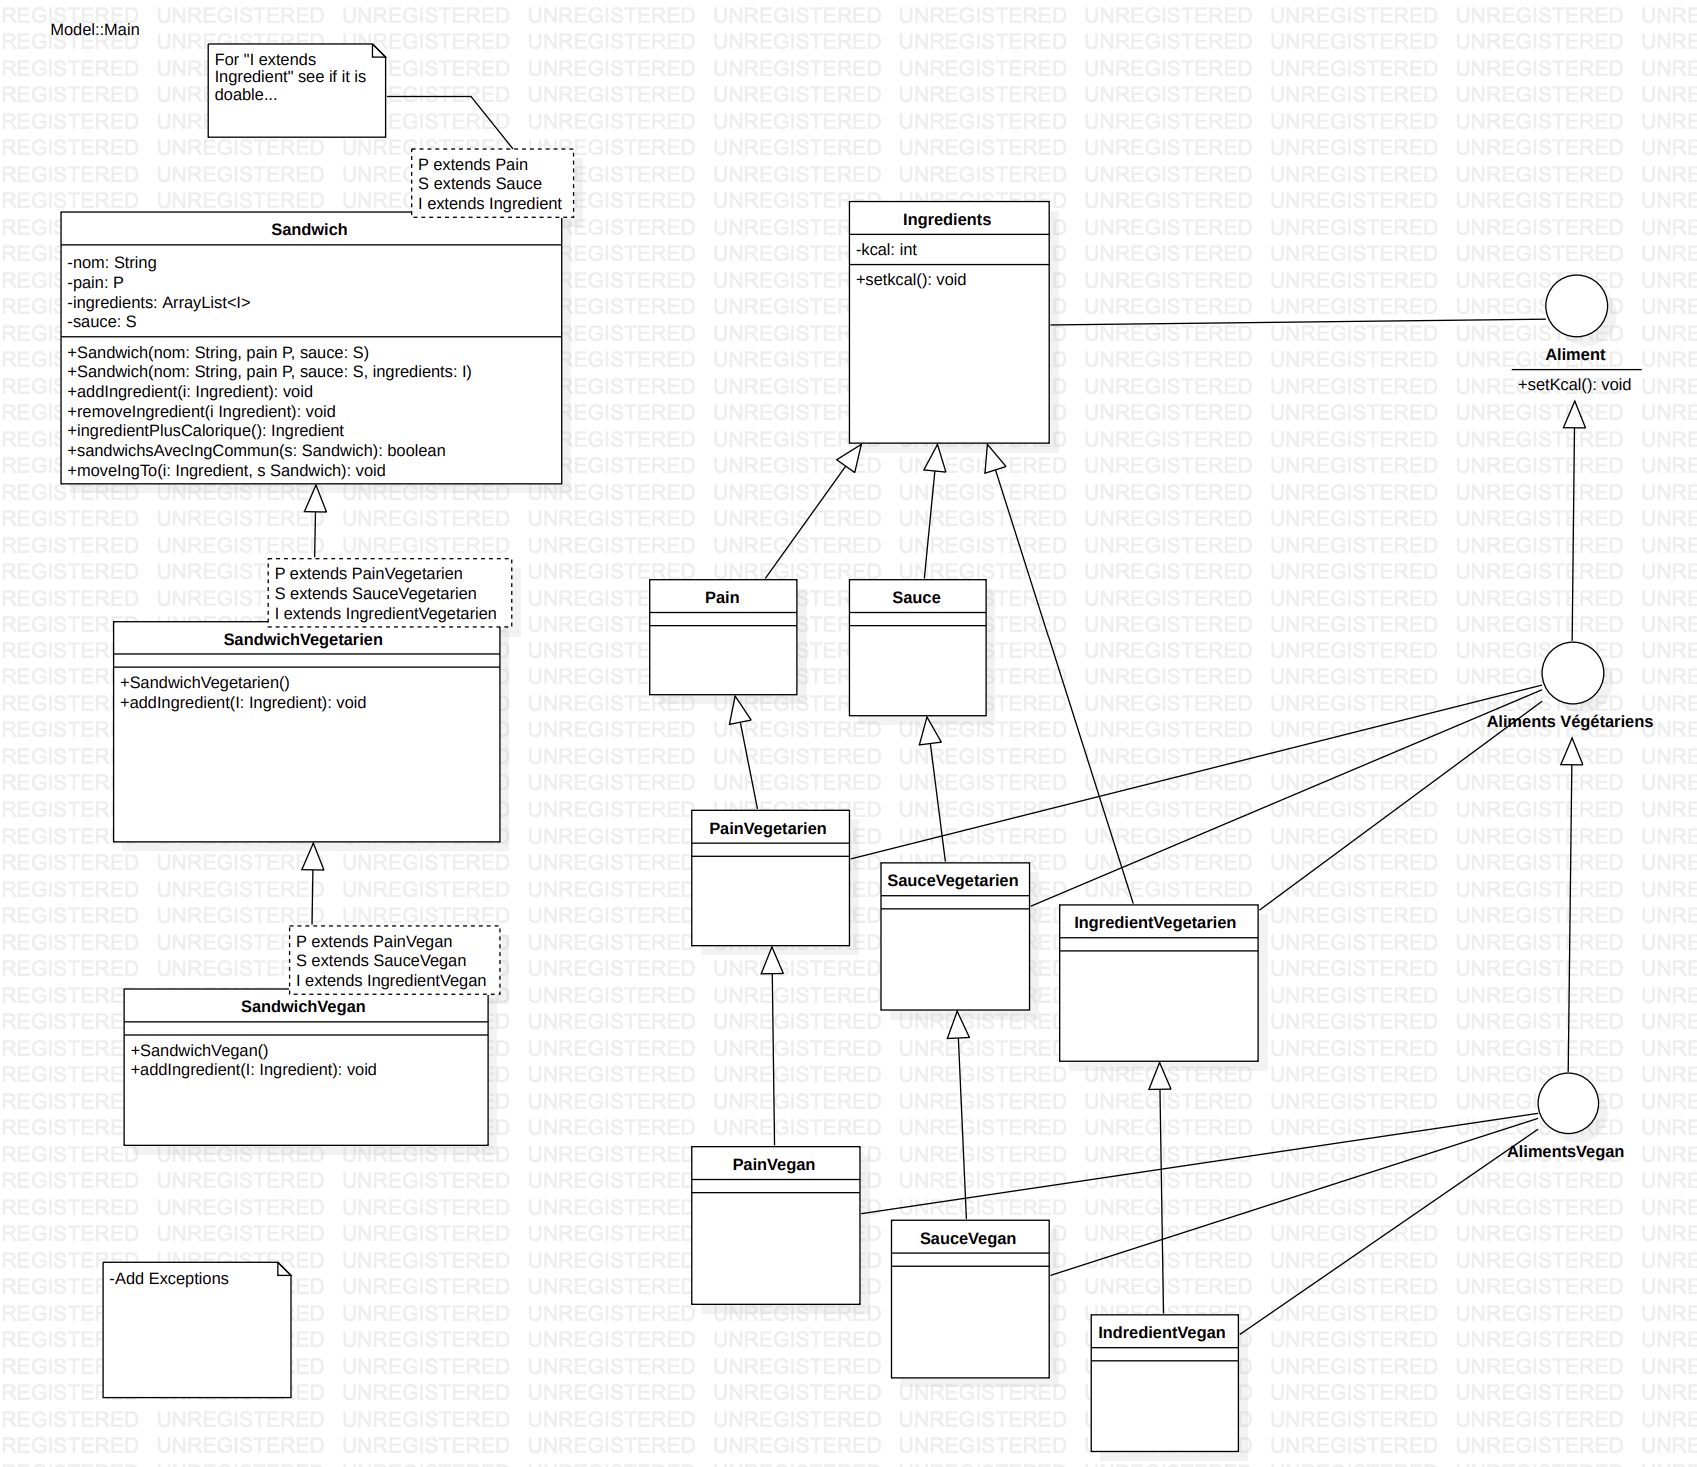 Model::Main
For "I extends
Ingredient" see if it is
doable...
P extends Pain
S extends Sauce
I extends Ingredient
Sandwich
-nom: String
-pain: P
-ingredients: ArrayList<I>
-sauce: S
+Sandwich(nom: String, pain P, sauce: S)
+Sandwich(nom: String, pain P, sauce: S, ingredients: I)
+addIngredient(i: Ingredient): void
+removeIngredient(i Ingredient): void
+ingredientPlusCalorique(): Ingredient
+sandwichsAvecIngCommun(s: Sandwich): boolean
+moveIngTo(i: Ingredient, s Sandwich): void
P extends PainVegetarien
S extends SauceVegetarien
I extends IngredientVegetarien
SandwichVegetarien
+SandwichVegetarien()
+addIngredient(I: Ingredient): void
P extends PainVegan
S extends SauceVegan
I extends IngredientVegan
SandwichVegan
+SandwichVegan()
+addIngredient(I: Ingredient): void
-Add Exceptions
Ingredients
-kcal: int
+setkcal(): void
Pain
Sauce
PainVegetarien
SauceVegetarien
IngredientVegetarien
PainVegan
SauceVegan
IndredientVegan
Aliment
+setKcal(): void
Aliments Végétariens
AlimentsVegan
UNREGISTERED